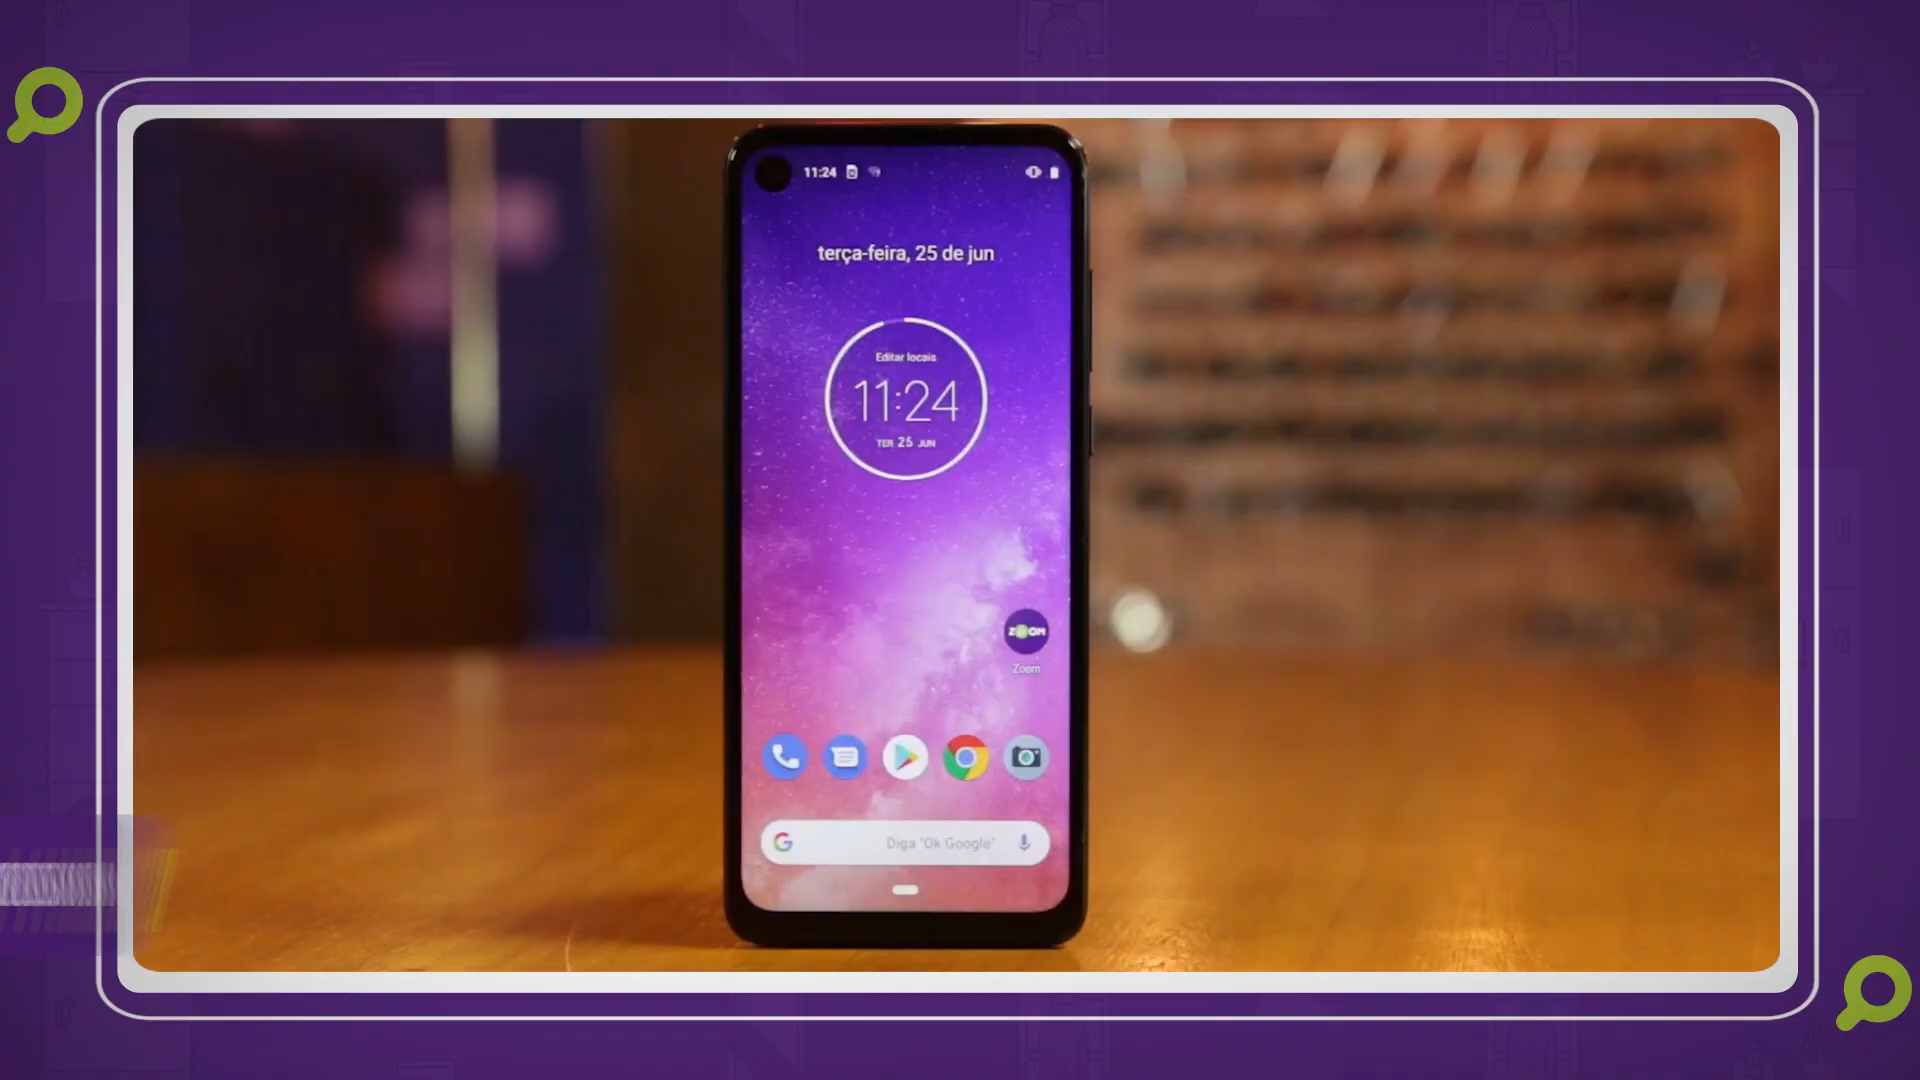 11:24
terça-feira, 25 de jun
Editar locais
11:24
TER 25 JUN
ZOOM
Zoom
Diga "Ok Google"